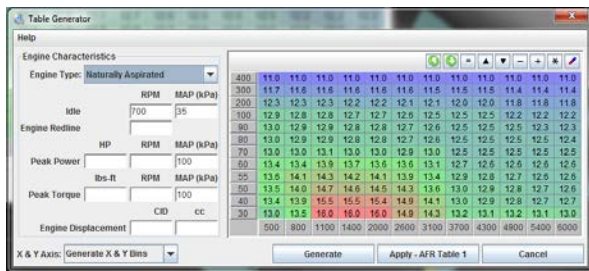 Table Generator
Help
Engine Characteristics
Engine Type: Naturally Aspirated
RPM MAP (kPa)
Idle 700 35
Engine Redline
HP RPM MAP (kPa)
Peak Power 100
lbs-ft RPM MAP (kPa)
Peak Torque 100
CID cc
Engine Displacement
X & Y Axis: Generate X & Y Bins
400 11.0 11.0 11.0 11.0 11.0 11.0 11.0 11.0 11.0 11.0 11.0 11.0
300 11.7 11.6 11.6 11.6 11.6 11.6 11.5 11.5 11.5 11.4 11.4 11.4
200 12.3 12.3 12.3 12.2 12.2 12.1 12.1 12.0 12.0 11.8 11.8 11.8
100 12.9 12.8 12.8 12.7 12.7 12.6 12.5 12.5 12.5 12.2 12.2 12.2
90 13.0 12.9 12.9 12.8 12.8 12.7 12.6 12.5 12.5 12.5 12.3 12.3
80 13.0 12.9 12.9 12.8 12.8 12.7 12.6 12.5 12.5 12.5 12.5 12.4
70 13.0 13.0 13.1 13.0 13.0 12.9 13.0 12.5 12.5 12.5 12.5 12.5
60 13.4 13.4 13.9 13.7 13.6 13.6 13.1 12.7 12.6 12.6 12.6 12.6
55 13.6 14.1 14.3 14.2 14.1 13.9 13.4 12.8 12.7 12.6 12.7 12.6
50 13.5 14.0 14.7 14.6 14.5 14.3 13.6 13.0 12.9 12.8 12.7 12.6
40 13.4 13.9 15.5 15.5 15.4 14.9 14.1 13.0 12.9 12.8 12.7 12.8
30 13.0 13.5 16.0 16.0 16.0 14.9 14.3 13.2 13.1 13.2 13.1 13.0
500 800 1100 1400 2000 2600 3100 3700 4300 4900 5400 6000
Generate Apply - AFR Table 1 Cancel